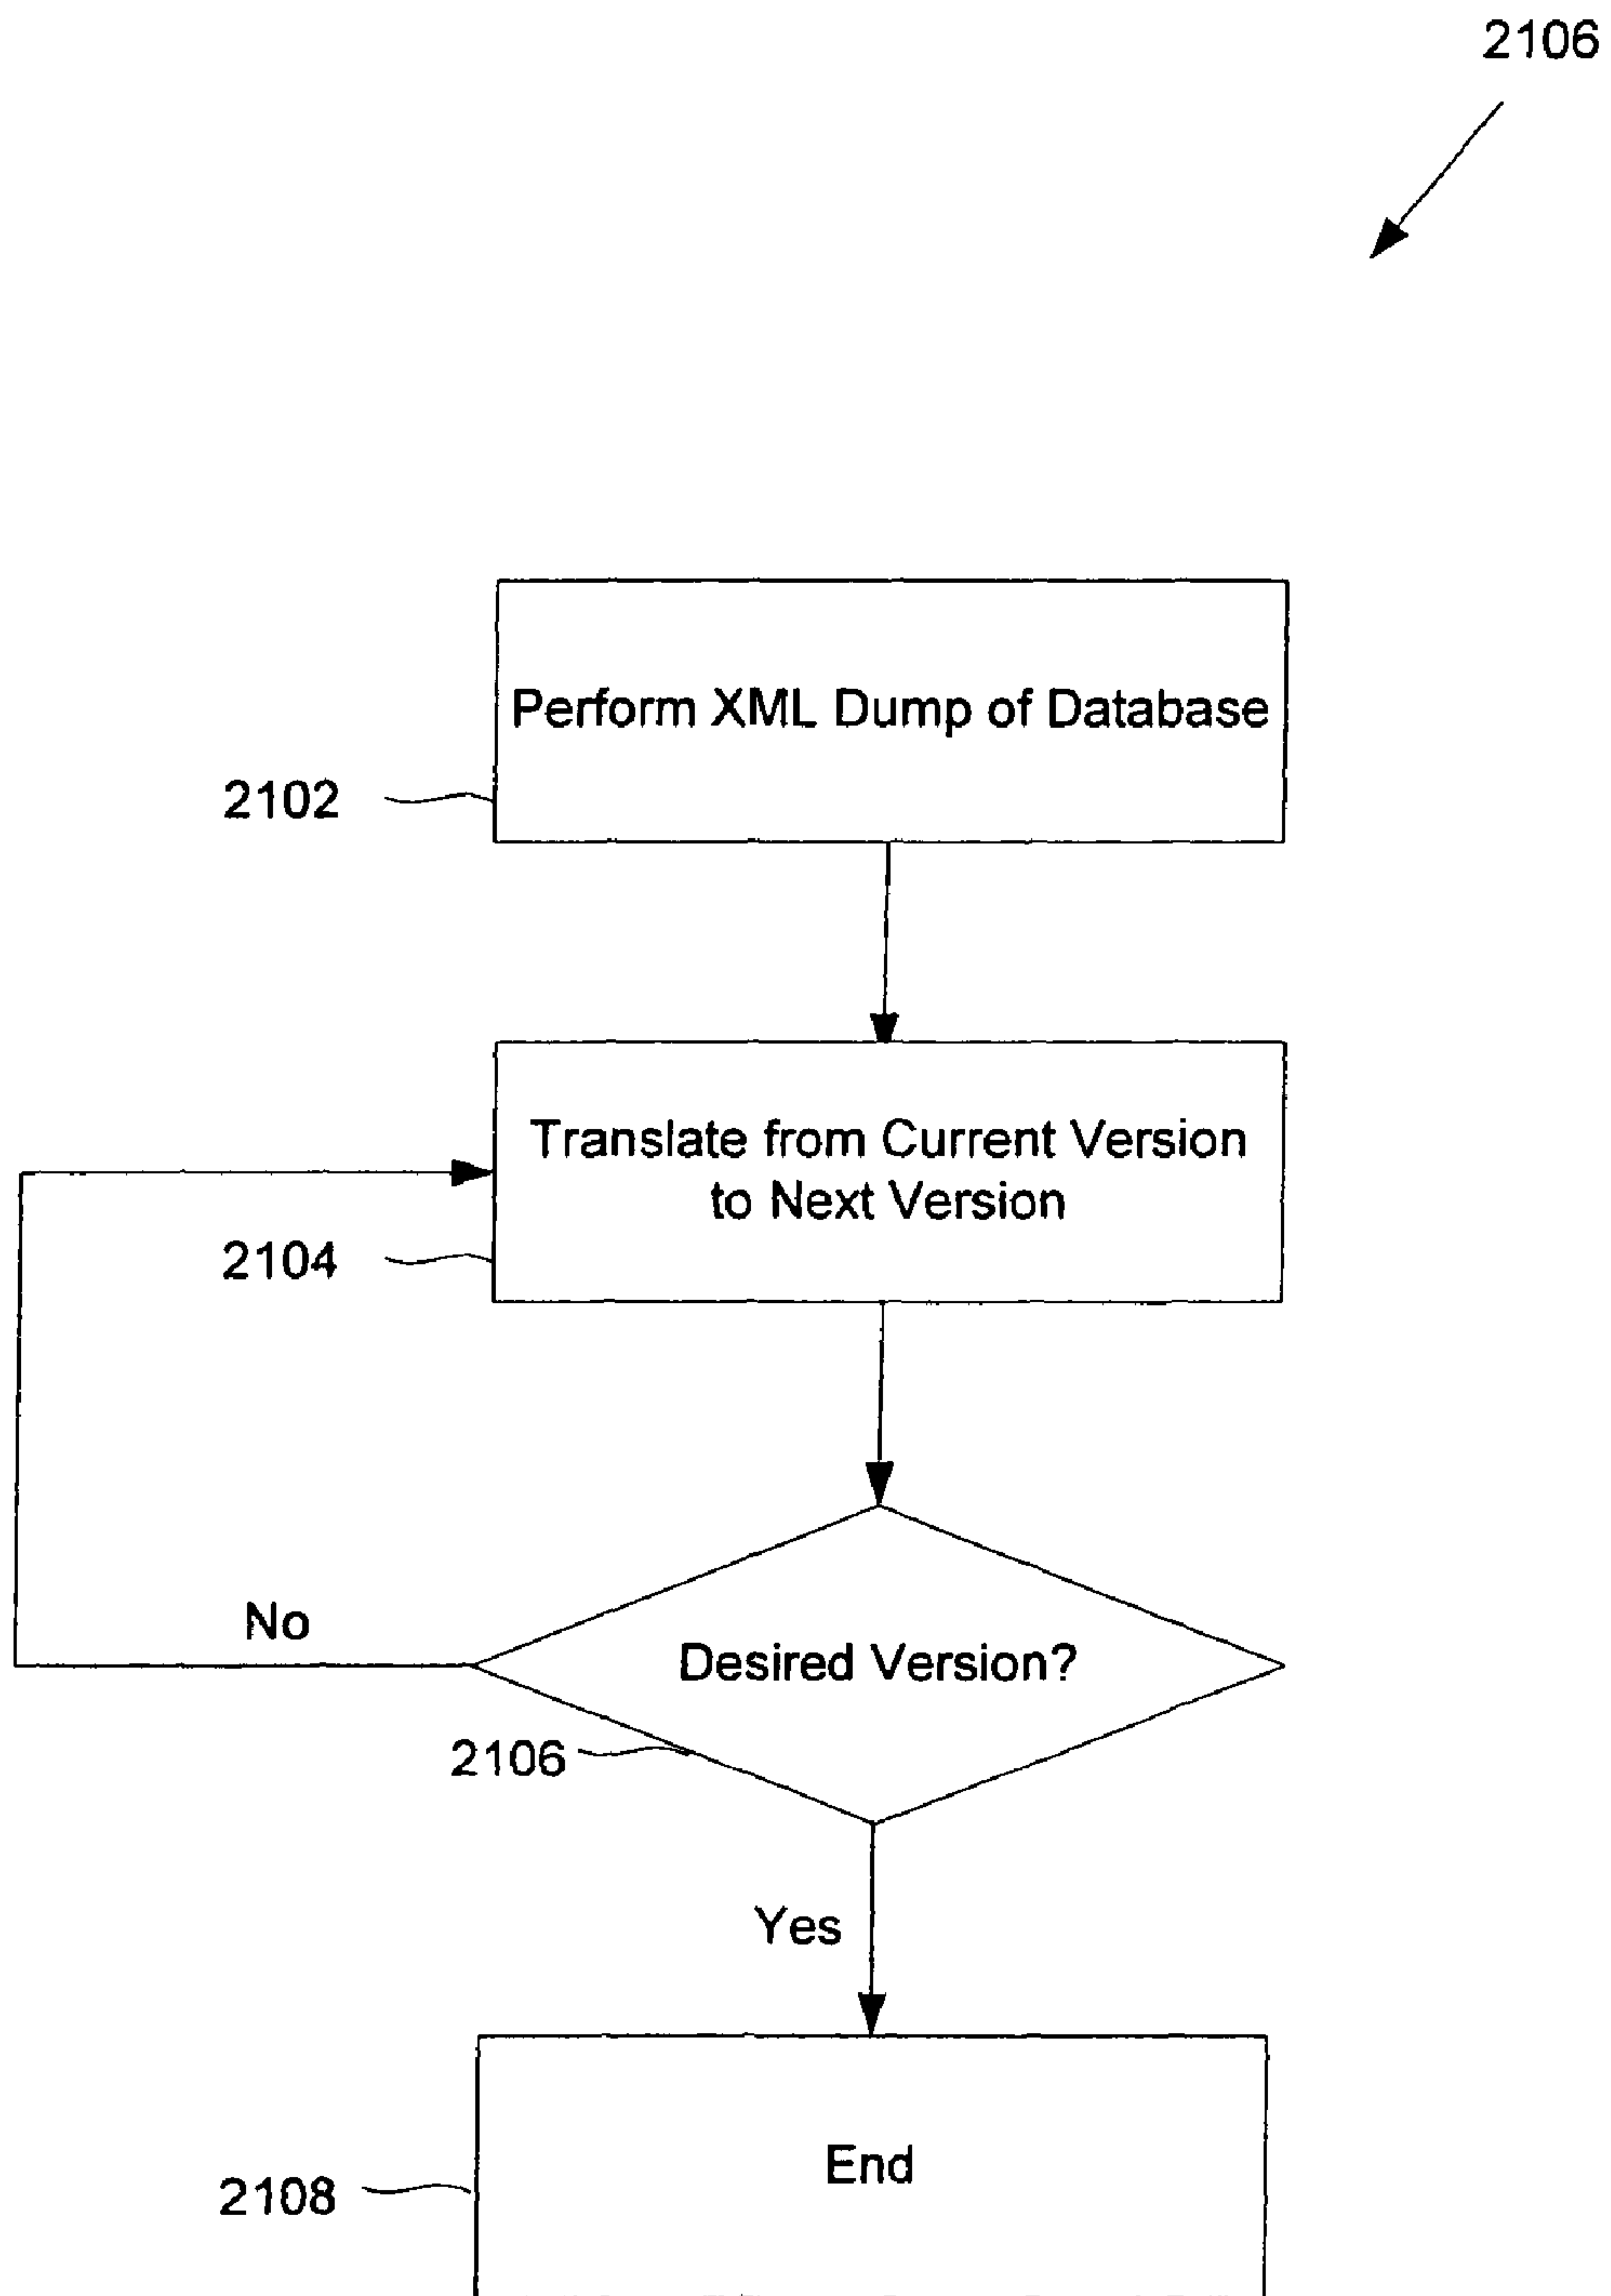 2106
Perform XML Dump of Database
2102
Translate from Current Version
to Next Version
2104
No
Desired Version?
2106
Yes
End
2108